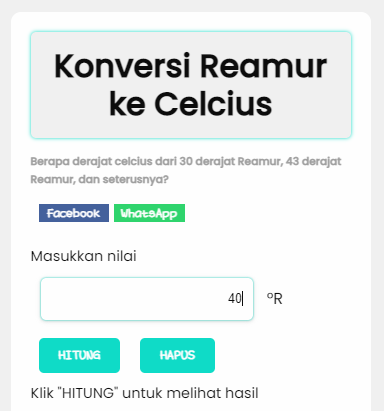 Konversi Reamur
ke Celcius
Berapa derajat celcius dari 30 derajat Reamur, 43 derajat
Reamur, dan seterusnya?
Facebook WhatsApp
Masukkan nilai
40 °R
HITUNG HAPUS
Klik "HITUNG" untuk melihat hasil